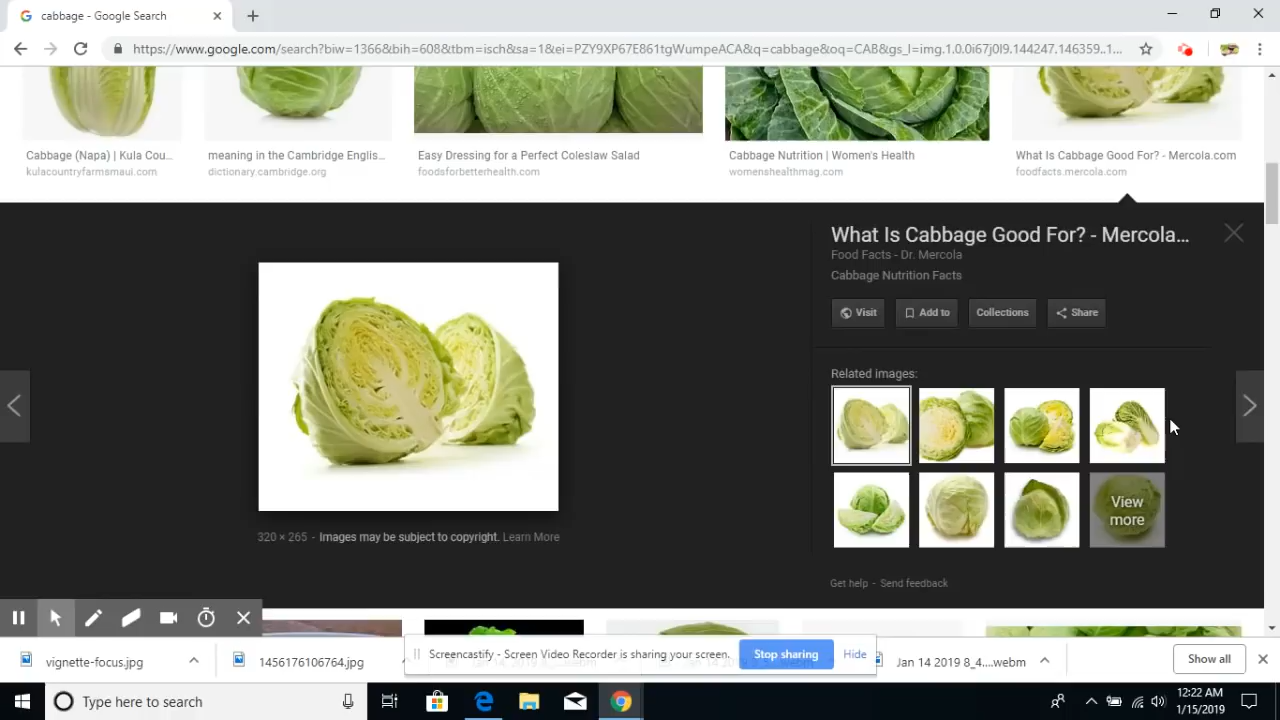 cabbage - Google Search
https://www.google.com/search?biw=1366&bih=608&tbm=isch&sa=1&ei=PZY9XP67E861tgWumpeACA&q=cabbage&oq=CAB&gs_l=img.1.0.0i67j0l9.144247.146359..1...
Cabbage (Napa) | Kula Cou...
kulacountryfarmsmaui.com
meaning in the Cambridge Englis...
dictionary.cambridge.org
Easy Dressing for a Perfect Coleslaw Salad
foodsforbetterhealth.com
Cabbage Nutrition | Women's Health
womenshealthmag.com
What Is Cabbage Good For? - Mercola.com
foodfacts.mercola.com
What Is Cabbage Good For? - Mercola...
Food Facts - Dr. Mercola
Cabbage Nutrition Facts
Visit
Add to
Collections
Share
Related images:
View
more
320 × 265 - Images may be subject to copyright. Learn More
Get help - Send feedback
Screencastify - Screen Video Recorder is sharing your screen.
Stop sharing
Hide
vignette-focus.jpg
1456176106764.jpg
Jan 14 2019 8_4....webm
Show all
Type here to search
12:22 AM
1/15/2019